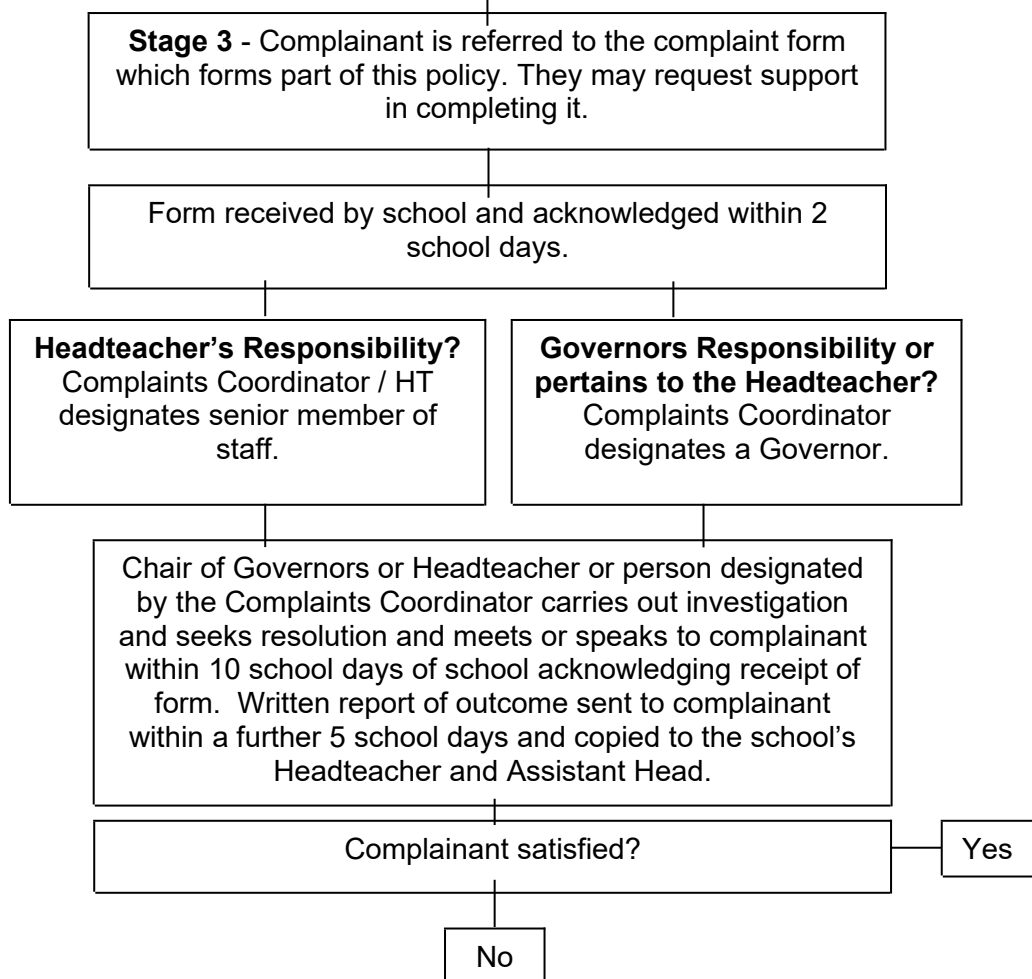 Stage 3 - Complainant is referred to the complaint form
which forms part of this policy. They may request support
in completing it.
Form received by school and acknowledged within 2
school days.
Headteacher’s Responsibility?
Complaints Coordinator / HT
designates senior member of
staff.
Governors Responsibility or
pertains to the Headteacher?
Complaints Coordinator
designates a Governor.
Chair of Governors or Headteacher or person designated
by the Complaints Coordinator carries out investigation
and seeks resolution and meets or speaks to complainant
within 10 school days of school acknowledging receipt of
form.  Written report of outcome sent to complainant
within a further 5 school days and copied to the school’s
Headteacher and Assistant Head.
Complainant satisfied?
Yes
No